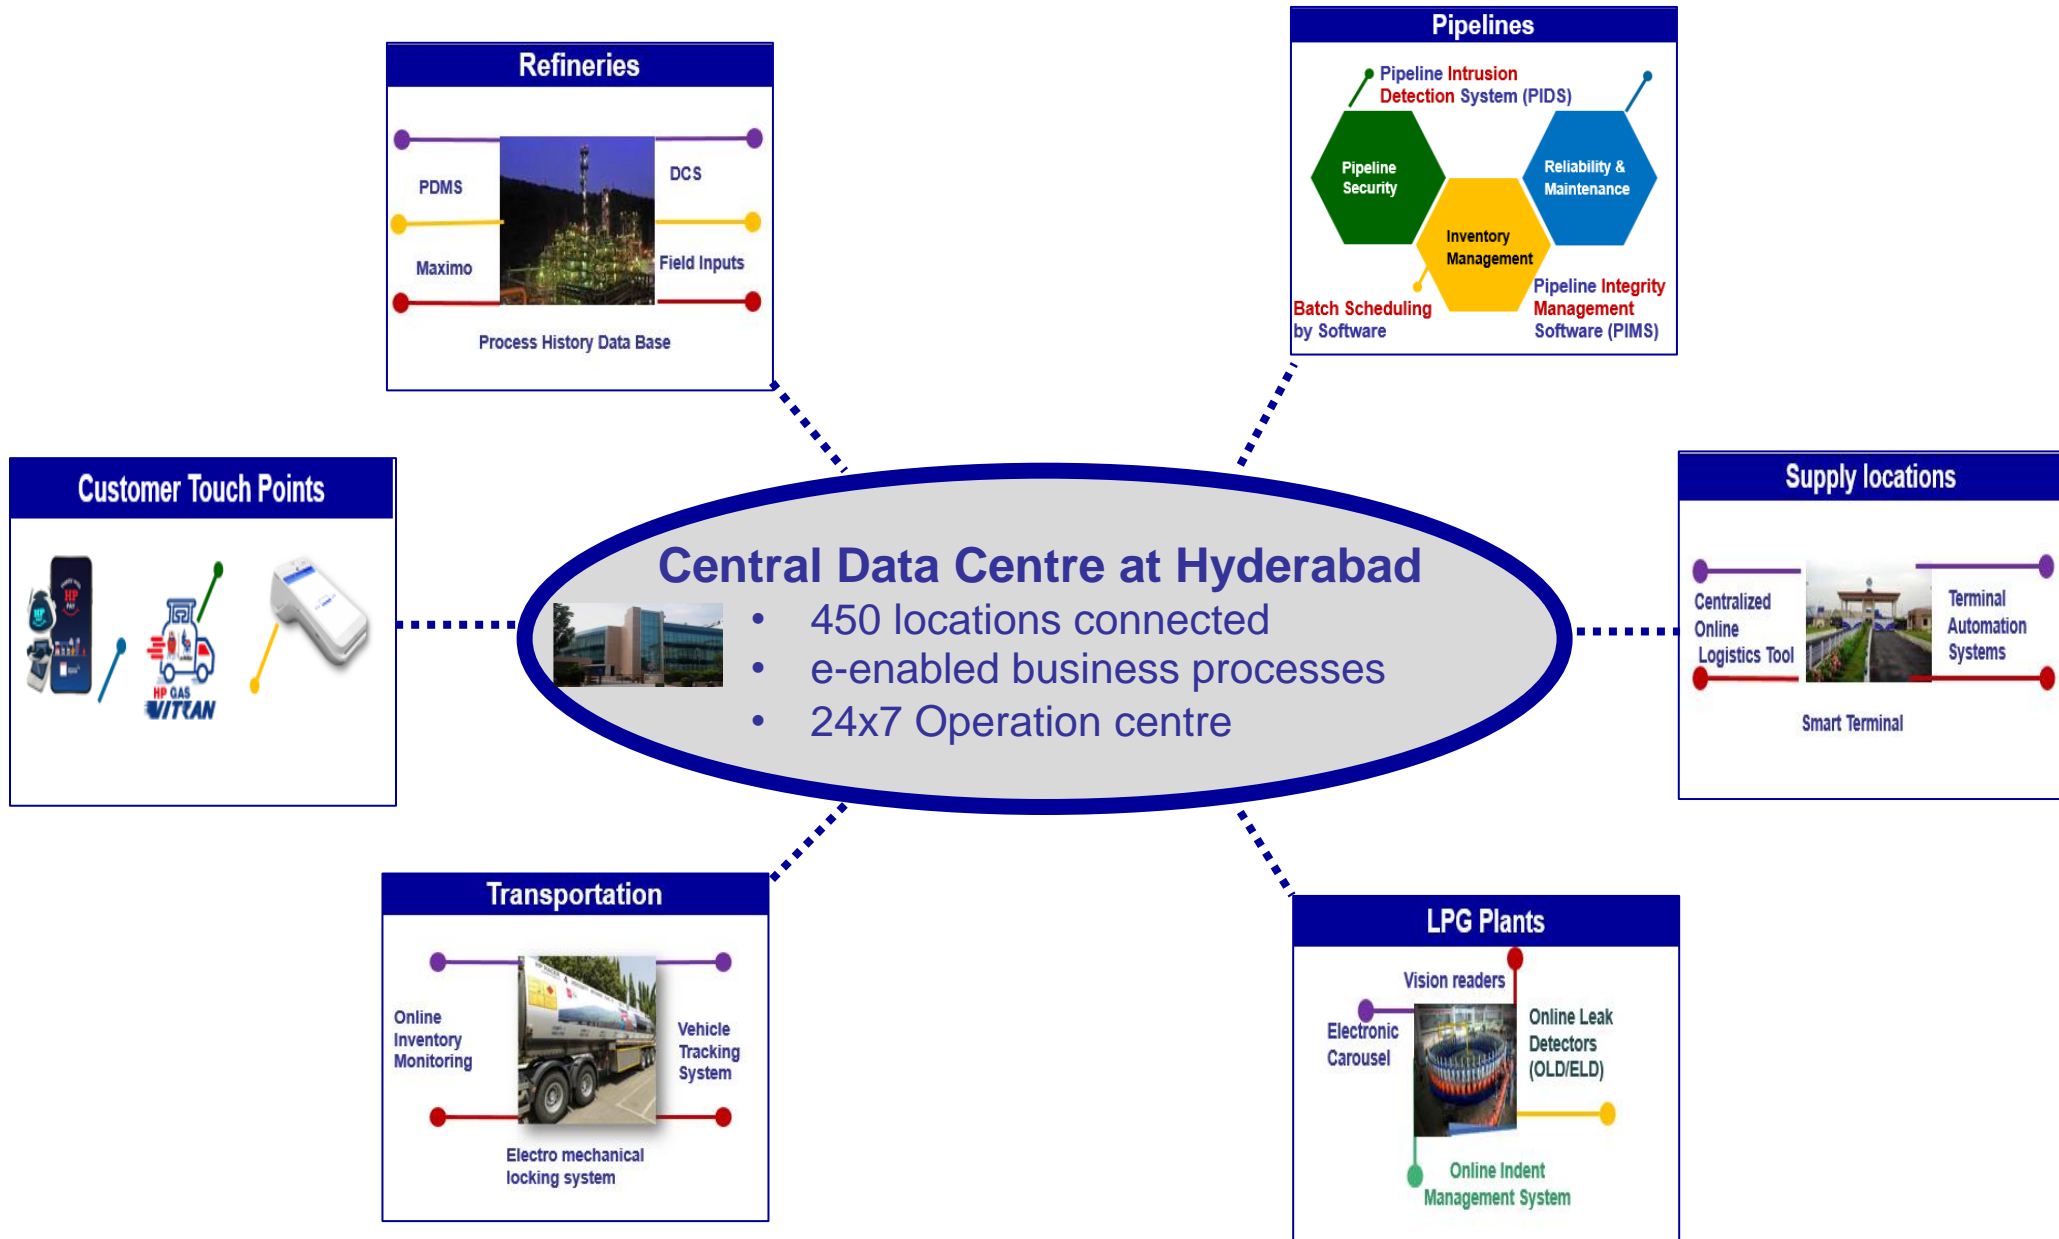 Refineries
PDMS
DCS
Maximo
Field Inputs
Process History Data Base
Pipelines
Pipeline Intrusion
Detection System (PIDS)
Pipeline
Security
Reliability &
Maintenance
Inventory
Management
Batch Scheduling
by Software
Pipeline Integrity
Management
Software (PIMS)
Customer Touch Points
HP
HP
PAY
HP GAS
VITRAN
Central Data Centre at Hyderabad
• 450 locations connected
• e-enabled business processes
• 24x7 Operation centre
Supply locations
Centralized
Online
Logistics Tool
Terminal
Automation
Systems
Smart Terminal
Transportation
Online
Inventory
Monitoring
Vehicle
Tracking
System
Electro mechanical
locking system
LPG Plants
Vision readers
Electronic
Carousel
Online Leak
Detectors
(OLD/ELD)
Online Indent
Management System